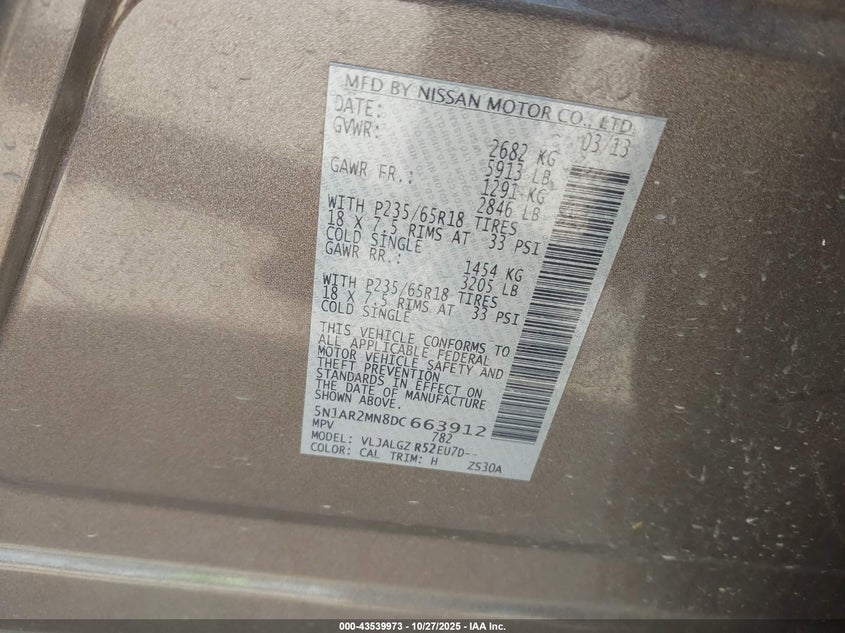 MFD BY NISSAN MOTOR CO., LTD.
DATE: 03/13
GVWR: 2682 KG
5913 LB
GAWR FR.: 1291 KG
2846 LB
WITH P235/65R18 TIRES
18 X 7.5 RIMS AT 33 PSI
COLD SINGLE
GAWR RR.: 1454 KG
3205 LB
WITH P235/65R18 TIRES
18 X 7.5 RIMS AT 33 PSI
COLD SINGLE
THIS VEHICLE CONFORMS TO
ALL APPLICABLE FEDERAL
MOTOR VEHICLE SAFETY AND
THEFT PREVENTION
STANDARDS IN EFFECT ON
THE DATE OF MANUFACTURE
SHOWN ABOVE.
5N1AR2MN8DC 663912
MPV 782
MODEL: VLJALGZ R52EU7D--
COLOR: CAL TRIM: H ZS30A
000-43539973 - 10/27/2025 - IAA Inc.